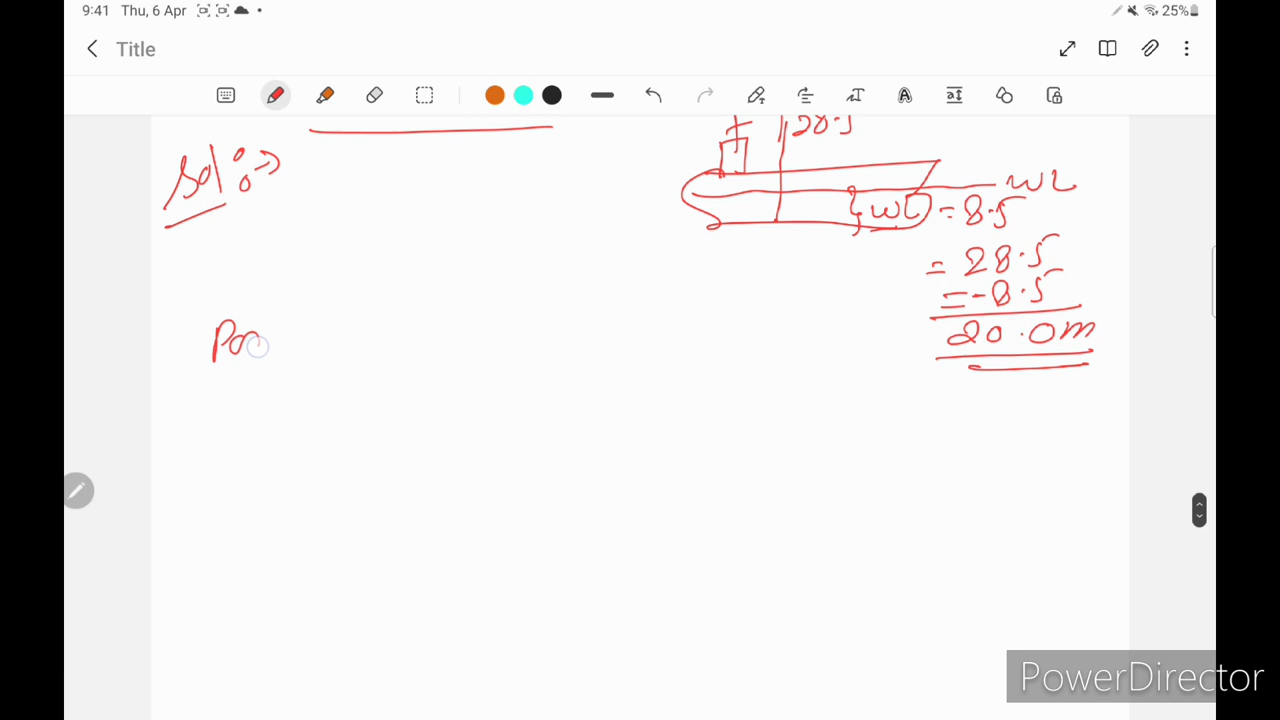 9:41 Thu, 6 Apr
25%
Title
28.5
Sol :->
WL
WL = 8.5
= 28.5
= - 8.5
20.0m
Po
PowerDirector